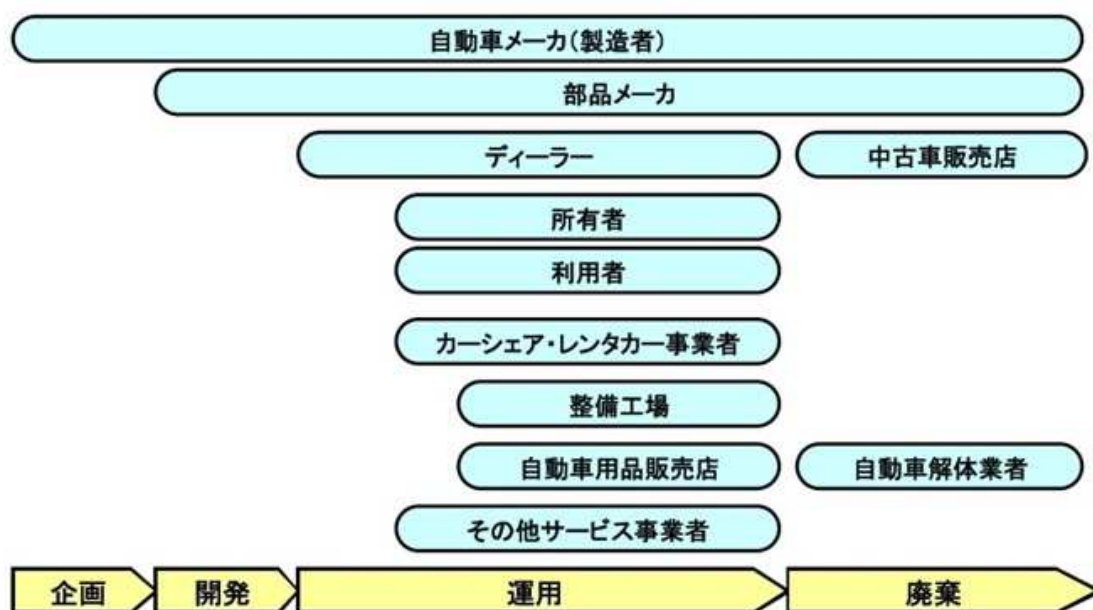 自動車メーカ(製造者)
部品メーカ
ディーラー
中古車販売店
所有者
利用者
カーシェア・レンタカー事業者
整備工場
自動車用品販売店
自動車解体業者
その他サービス事業者
企画
開発
運用
廃棄